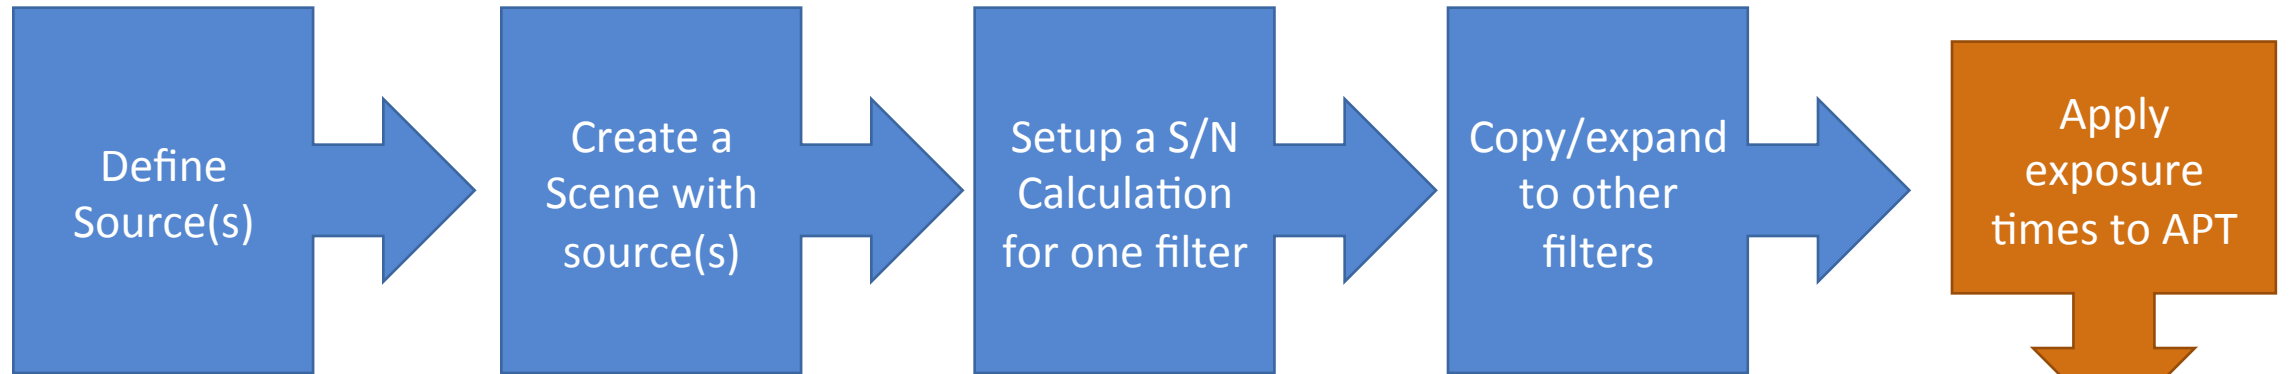 Define
Source(s)
Create a
Scene with
source(s)
Setup a S/N
Calculation
for one filter
Copy/expand
to other
filters
Apply
exposure
times to APT